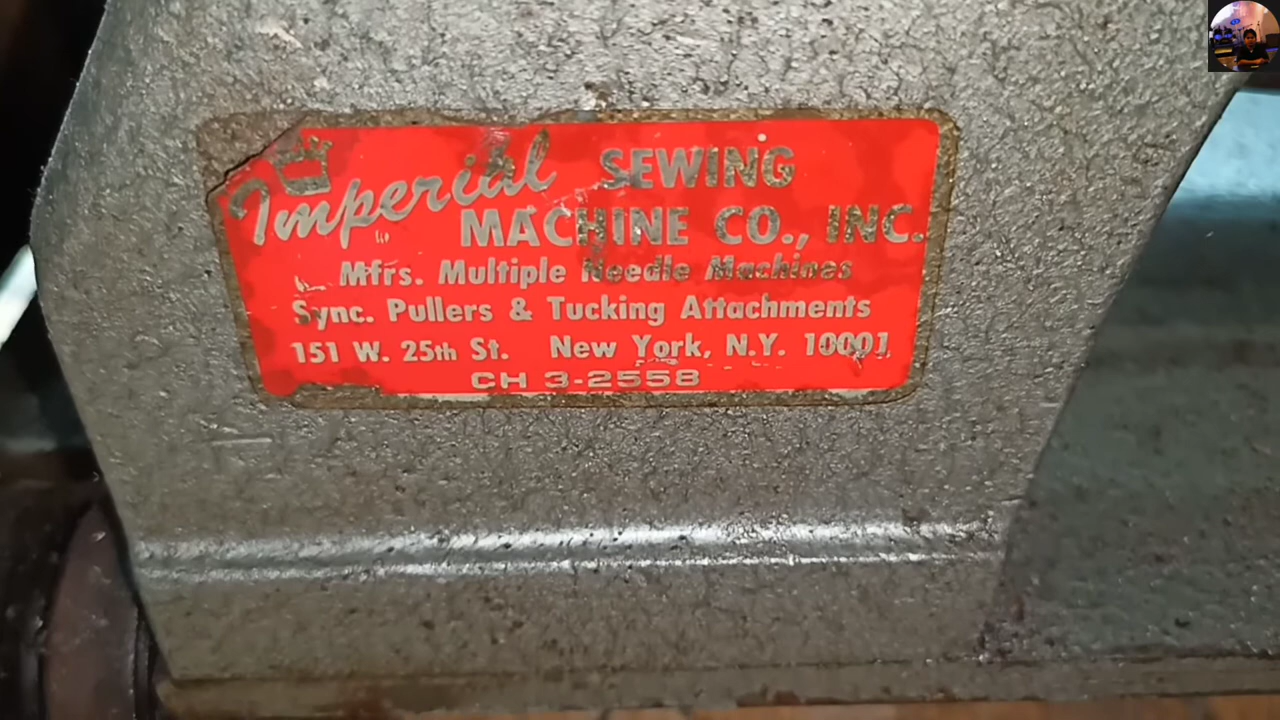 Imperial SEWING
MACHINE CO., INC.
Mfrs. Multiple Needle Machines
Sync. Pullers & Tucking Attachments
151 W. 25th St. New York, N.Y. 10001
CH 3-2558